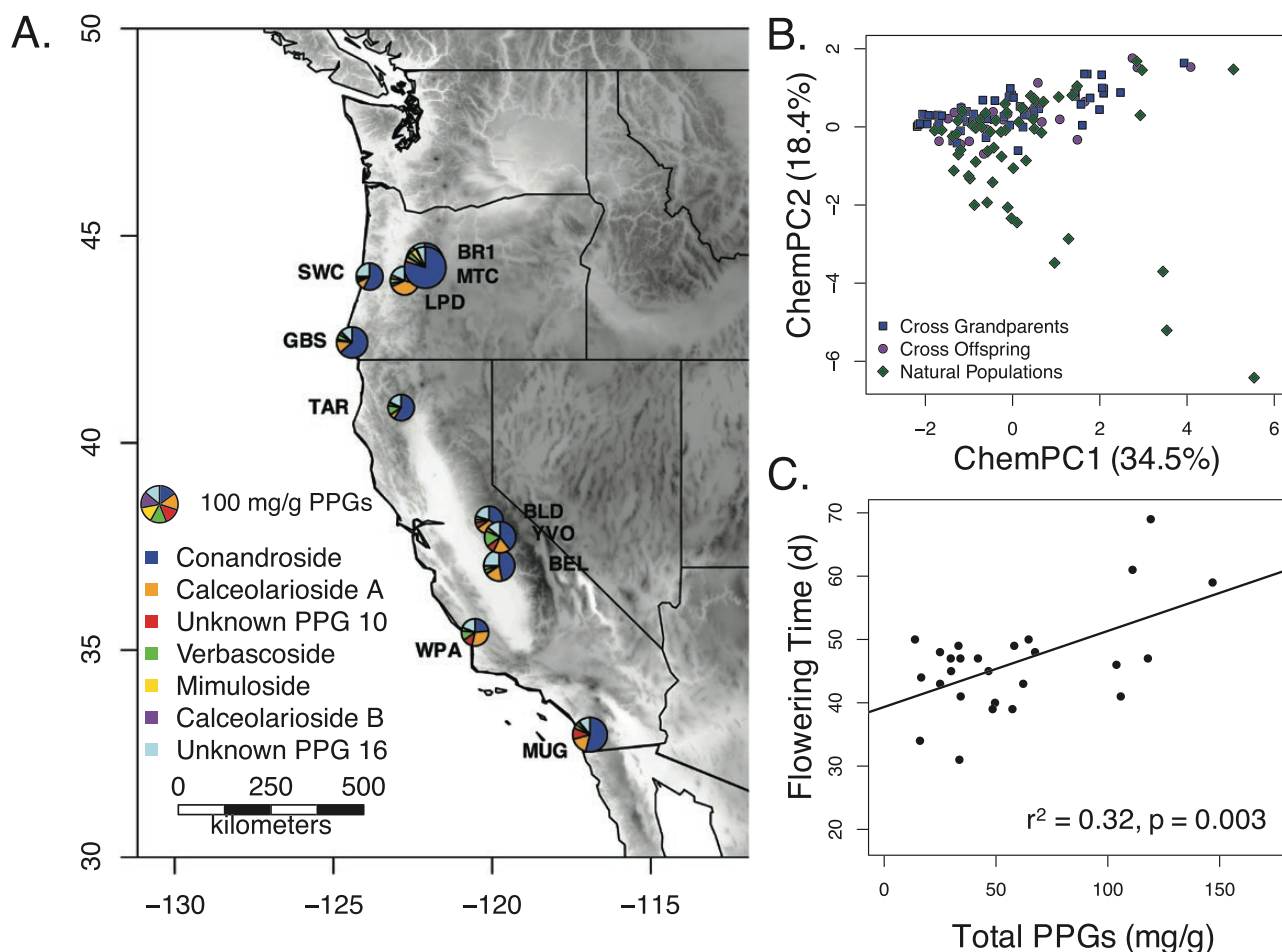 A.
50
45
40
35
30
−130
−125
−120
−115
SWC
BR1
MTC
LPD
GBS
TAR
BLD
YVO
BEL
WPA
MUG
100 mg/g PPGs
Conandroside
Calceolarioside A
Unknown PPG 10
Verbascoside
Mimuloside
Calceolarioside B
Unknown PPG 16
0 250 500
kilometers
B.
ChemPC2 (18.4%)
2
0
−2
−4
−6
Cross Grandparents
Cross Offspring
Natural Populations
−2 0 2 4 6
ChemPC1 (34.5%)
C.
Flowering Time (d)
70
60
50
40
30
20
r² = 0.32, p = 0.003
0 50 100 150
Total PPGs (mg/g)